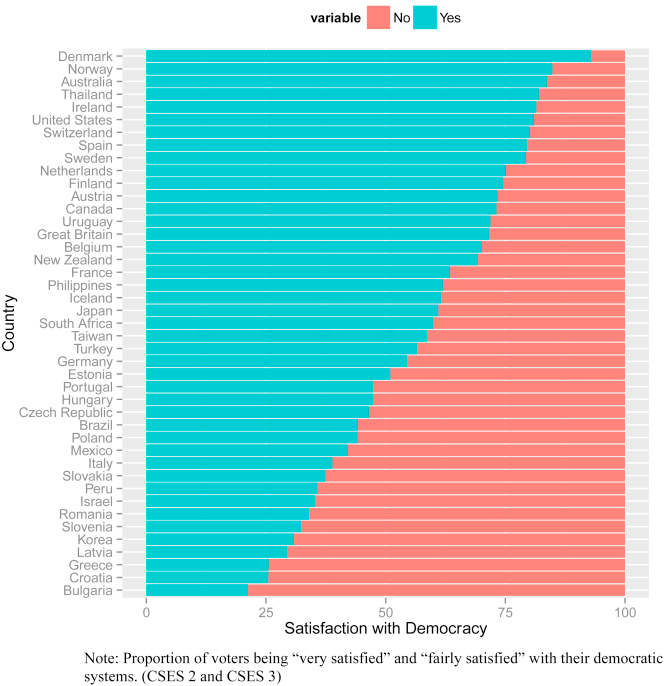 variable No Yes
Denmark
Norway
Australia
Thailand
Ireland
United States
Switzerland
Spain
Sweden
Netherlands
Finland
Austria
Canada
Uruguay
Great Britain
Belgium
New Zealand
France
Philippines
Iceland
Japan
South Africa
Taiwan
Turkey
Germany
Estonia
Portugal
Hungary
Czech Republic
Brazil
Poland
Mexico
Italy
Slovakia
Peru
Israel
Romania
Slovenia
Korea
Latvia
Greece
Croatia
Bulgaria
Country
0 25 50 75 100
Satisfaction with Democracy
Note: Proportion of voters being “very satisfied” and “fairly satisfied” with their democratic
systems. (CSES 2 and CSES 3)